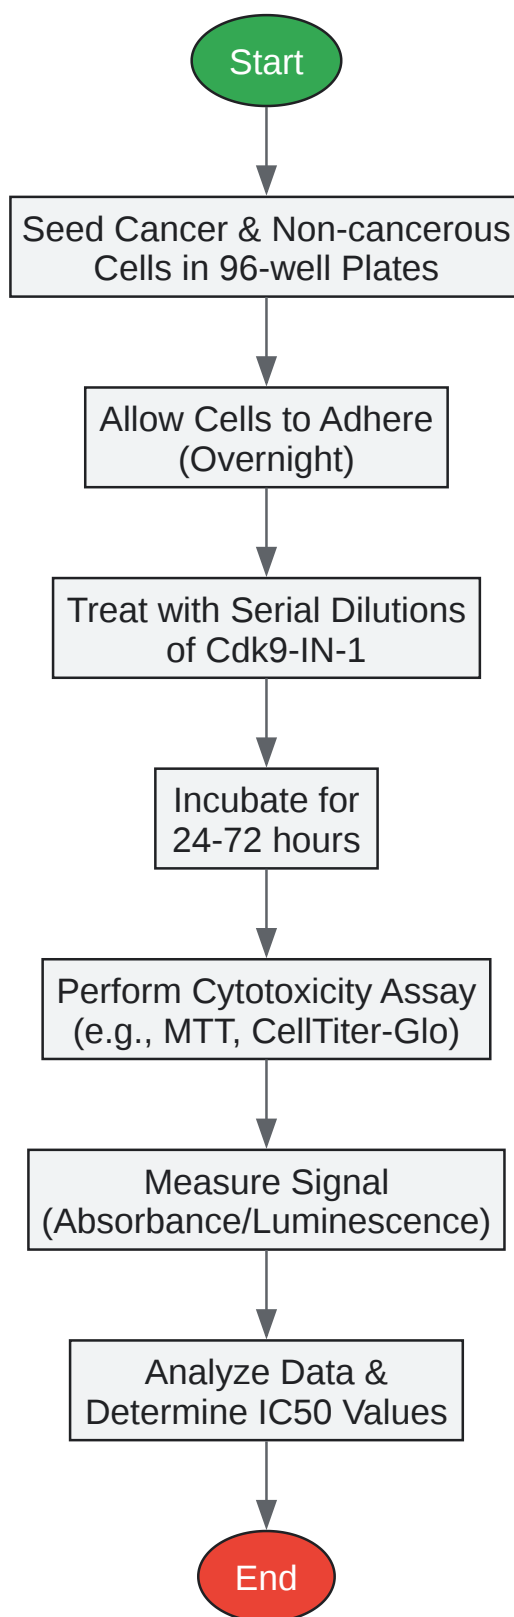 Start
Seed Cancer & Non-cancerous
Cells in 96-well Plates
Allow Cells to Adhere
(Overnight)
Treat with Serial Dilutions
of Cdk9-IN-1
Incubate for
24-72 hours
Perform Cytotoxicity Assay
(e.g., MTT, CellTiter-Glo)
Measure Signal
(Absorbance/Luminescence)
Analyze Data &
Determine IC50 Values
End